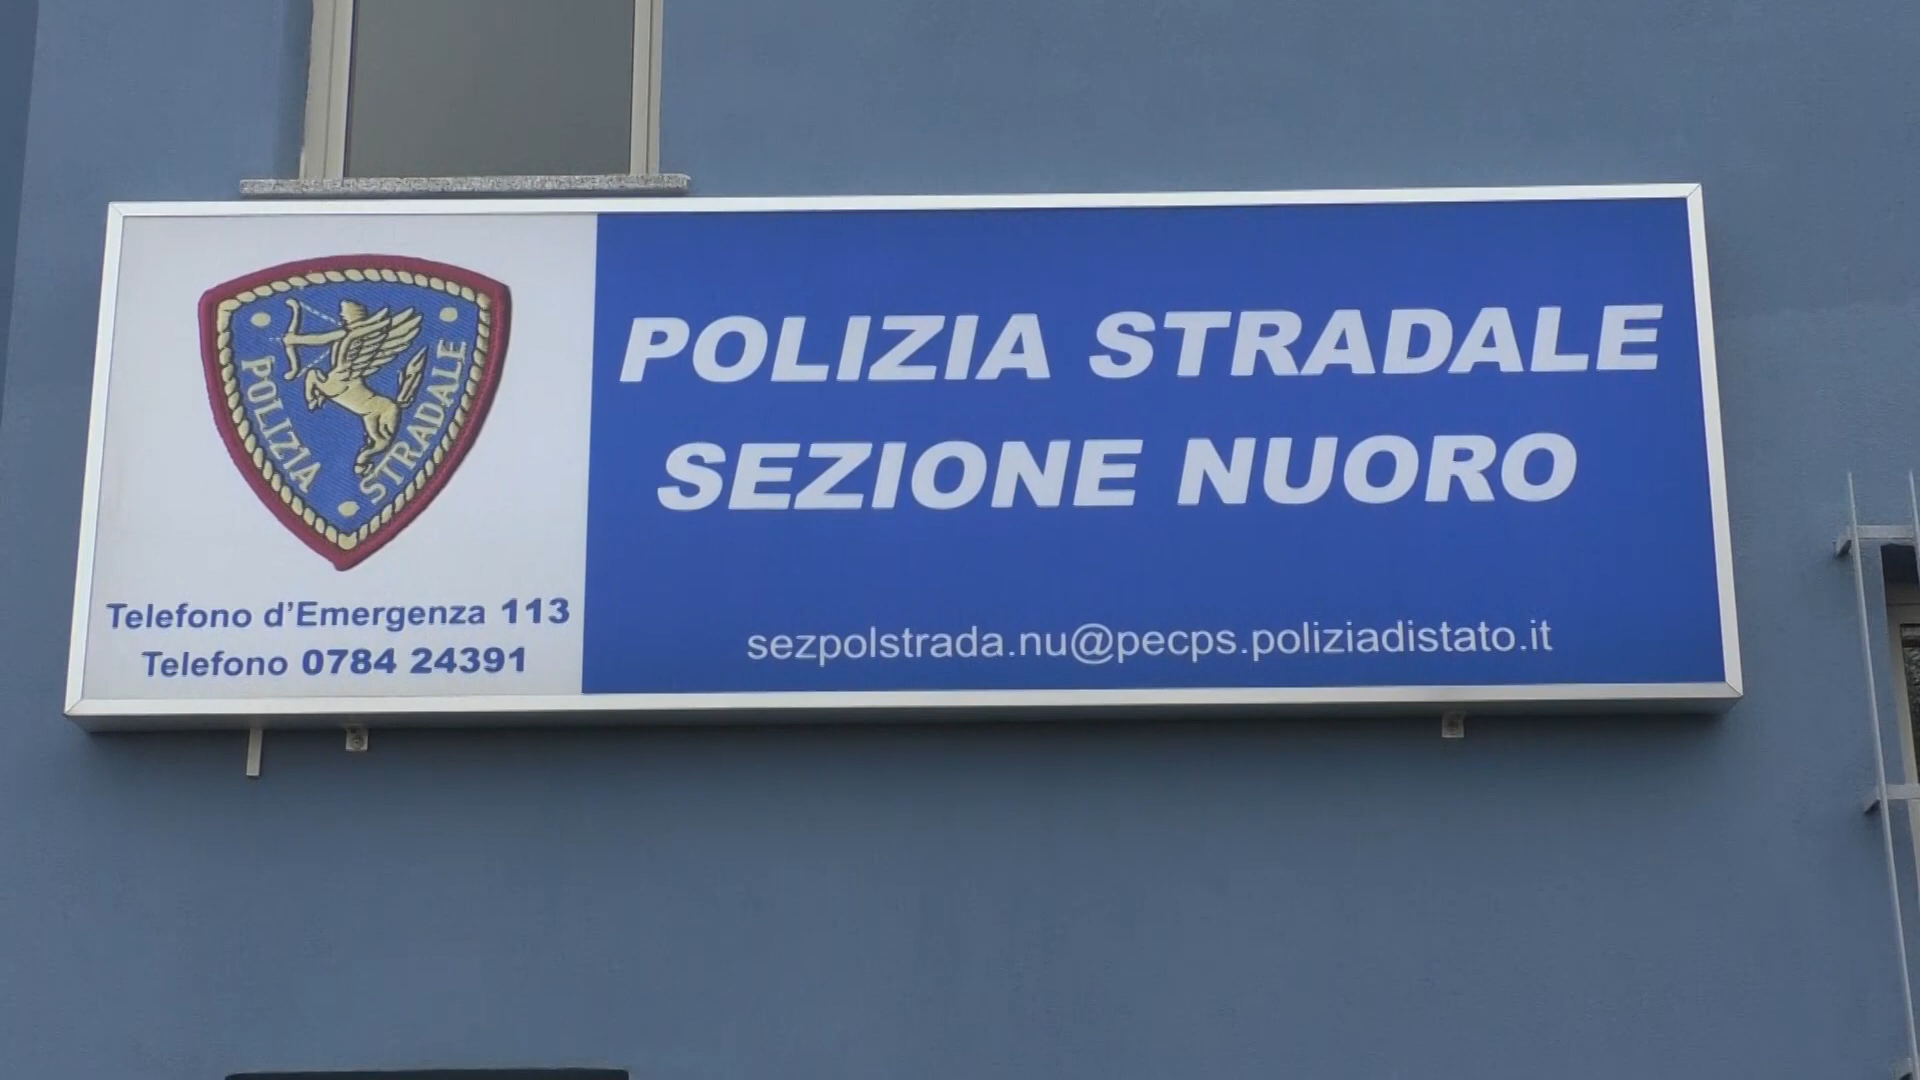 POLIZIA STRADALE
Telefono d'Emergenza 113
Telefono 0784 24391
POLIZIA STRADALE
SEZIONE NUORO
sezpolstrada.nu@pecps.poliziadistato.it